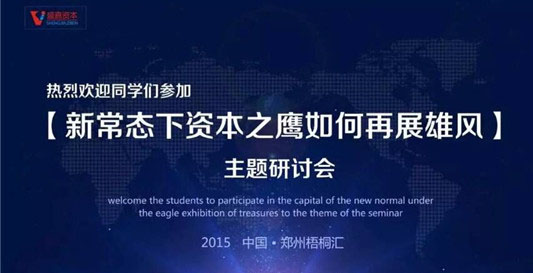 热烈欢迎同学们参加
【新常态下资本之鹰如何再展雄风】
主题研讨会
welcome the students to participate in the capital of the new normal under
the eagle exhibition of treasures to the theme of the seminar
2015 中国·郑州梧桐汇